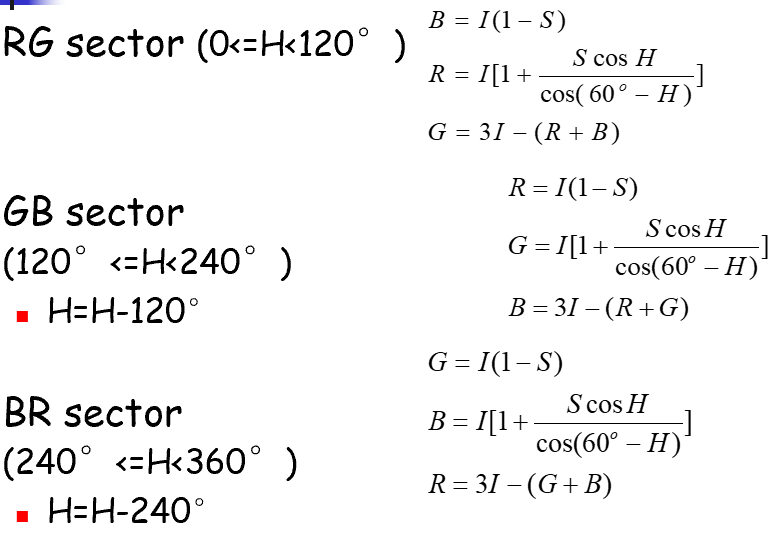 RG sector (0<=H<120° )
B = I(1 − S)
R = I[1 + S cos H / cos( 60° − H ) ]
G = 3I − (R + B)
GB sector
(120° <=H<240° )
H=H-120°
R = I(1 − S)
G = I[1 + S cos H / cos(60° − H) ]
B = 3I − (R + G)
BR sector
(240° <=H<360° )
H=H-240°
G = I(1 − S)
B = I[1 + S cos H / cos(60° − H) ]
R = 3I − (G + B)